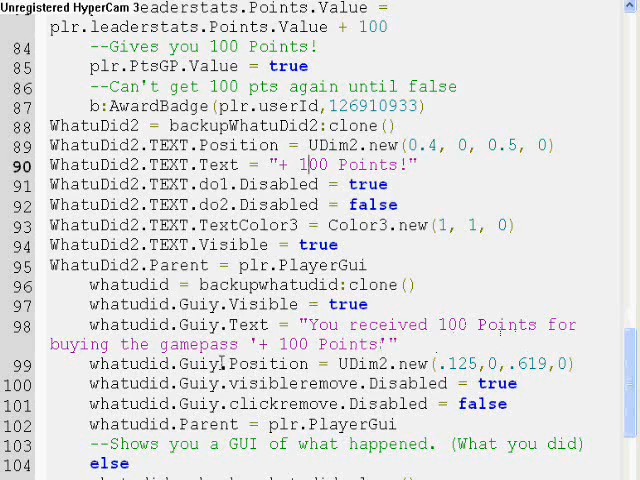 Unregistered HyperCam 3
eaderstats.Points.Value =
plr.leaderstats.Points.Value + 100
84 --Gives you 100 Points!
85 plr.PtsGP.Value = true
86 --Can't get 100 pts again until false
87 b:AwardBadge(plr.userId,126910933)
88 WhatuDid2 = backupWhatuDid2:clone()
89 WhatuDid2.TEXT.Position = UDim2.new(0.4, 0, 0.5, 0)
90 WhatuDid2.TEXT.Text = "+ 100 Points!"
91 WhatuDid2.TEXT.do1.Disabled = true
92 WhatuDid2.TEXT.do2.Disabled = false
93 WhatuDid2.TEXT.TextColor3 = Color3.new(1, 1, 0)
94 WhatuDid2.TEXT.Visible = true
95 WhatuDid2.Parent = plr.PlayerGui
96 whatudid = backupwhatudid:clone()
97 whatudid.Guiy.Visible = true
98 whatudid.Guiy.Text = "You received 100 Points for
buying the gamepass '+ 100 Points!'"
99 whatudid.Guiy.Position = UDim2.new(.125,0,.619,0)
100 whatudid.Guiy.visibleremove.Disabled = true
101 whatudid.Guiy.clickremove.Disabled = false
102 whatudid.Parent = plr.PlayerGui
103 --Shows you a GUI of what happened. (What you did)
104 else